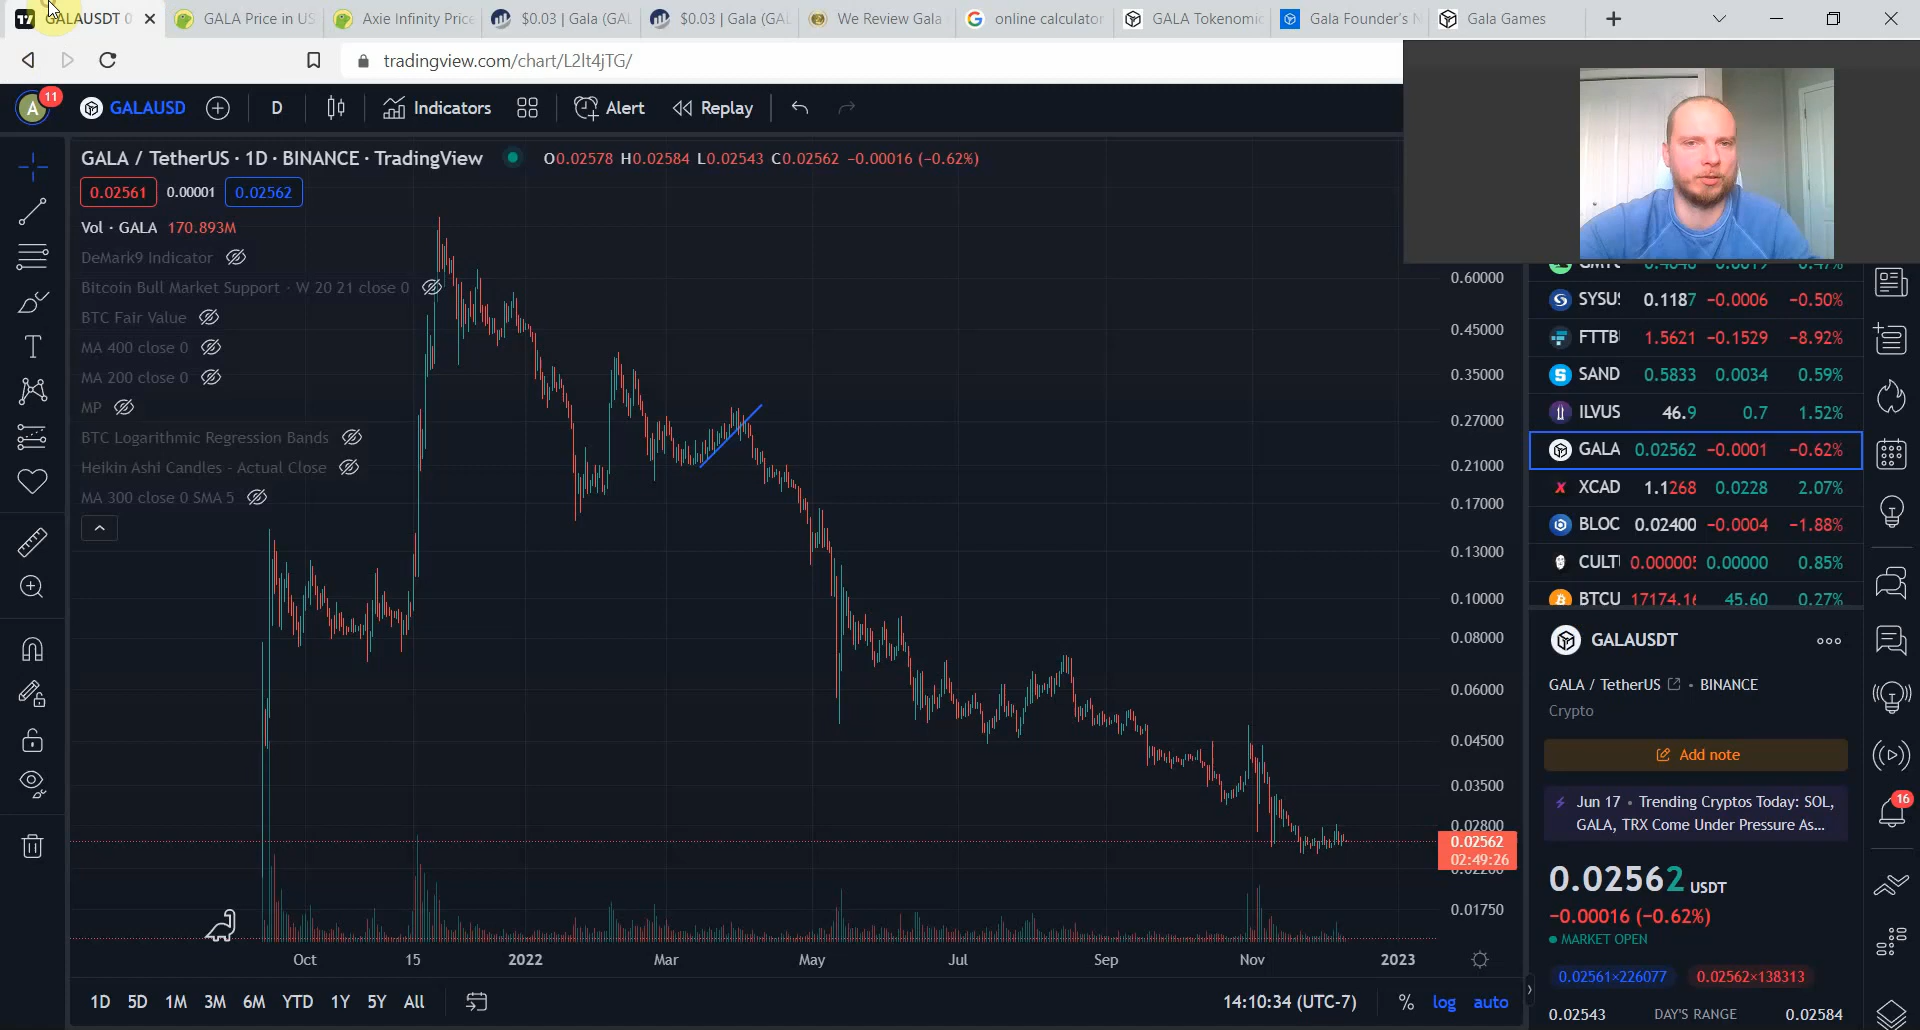 GALAUSDT 0
GALA Price in US
Axie Infinity Price
$0.03 | Gala (GAL
$0.03 | Gala (GAL
We Review Gala
online calculator
GALA Tokenomic
Gala Founder's N
Gala Games
tradingview.com/chart/L2lt4jTG/
A
11
GALAUSD
D
Indicators
Alert
Replay
GALA / TetherUS · 1D · BINANCE · TradingView
O0.02578 H0.02584 L0.02543 C0.02562 −0.00016 (−0.62%)
0.02561
0.00001
0.02562
Vol · GALA 170.893M
DeMark9 Indicator
Bitcoin Bull Market Support · W 20 21 close 0
BTC Fair Value
MA 400 close 0
MA 200 close 0
MP
BTC Logarithmic Regression Bands
Heikin Ashi Candles - Actual Close
MA 300 close 0 SMA 5
0.60000
0.45000
0.35000
0.27000
0.21000
0.17000
0.13000
0.10000
0.08000
0.06000
0.04500
0.03500
0.02800
0.02562
02:49:26
0.01750
Oct
15
2022
Mar
May
Jul
Sep
Nov
2023
1D 5D 1M 3M 6M YTD 1Y 5Y All
14:10:34 (UTC-7)
%
log
auto
SYSU 0.1187 −0.0006 −0.50%
FTTB 1.5621 −0.1529 −8.92%
SAND 0.5833 0.0034 0.59%
ILVUS 46.9 0.7 1.52%
GALA 0.02562 −0.0001 −0.62%
XCAD 1.1268 0.0228 2.07%
BLOC 0.02400 −0.0004 −1.88%
CULT 0.000005 0.00000 0.85%
BTCU 17174.16 45.60 0.27%
GALAUSDT
GALA / TetherUS • BINANCE
Crypto
Add note
Jun 17 • Trending Cryptos Today: SOL,
GALA, TRX Come Under Pressure As...
0.02562 USDT
−0.00016 (−0.62%)
MARKET OPEN
0.02561×226077
0.02562×138313
0.02543 DAY'S RANGE 0.02584
16